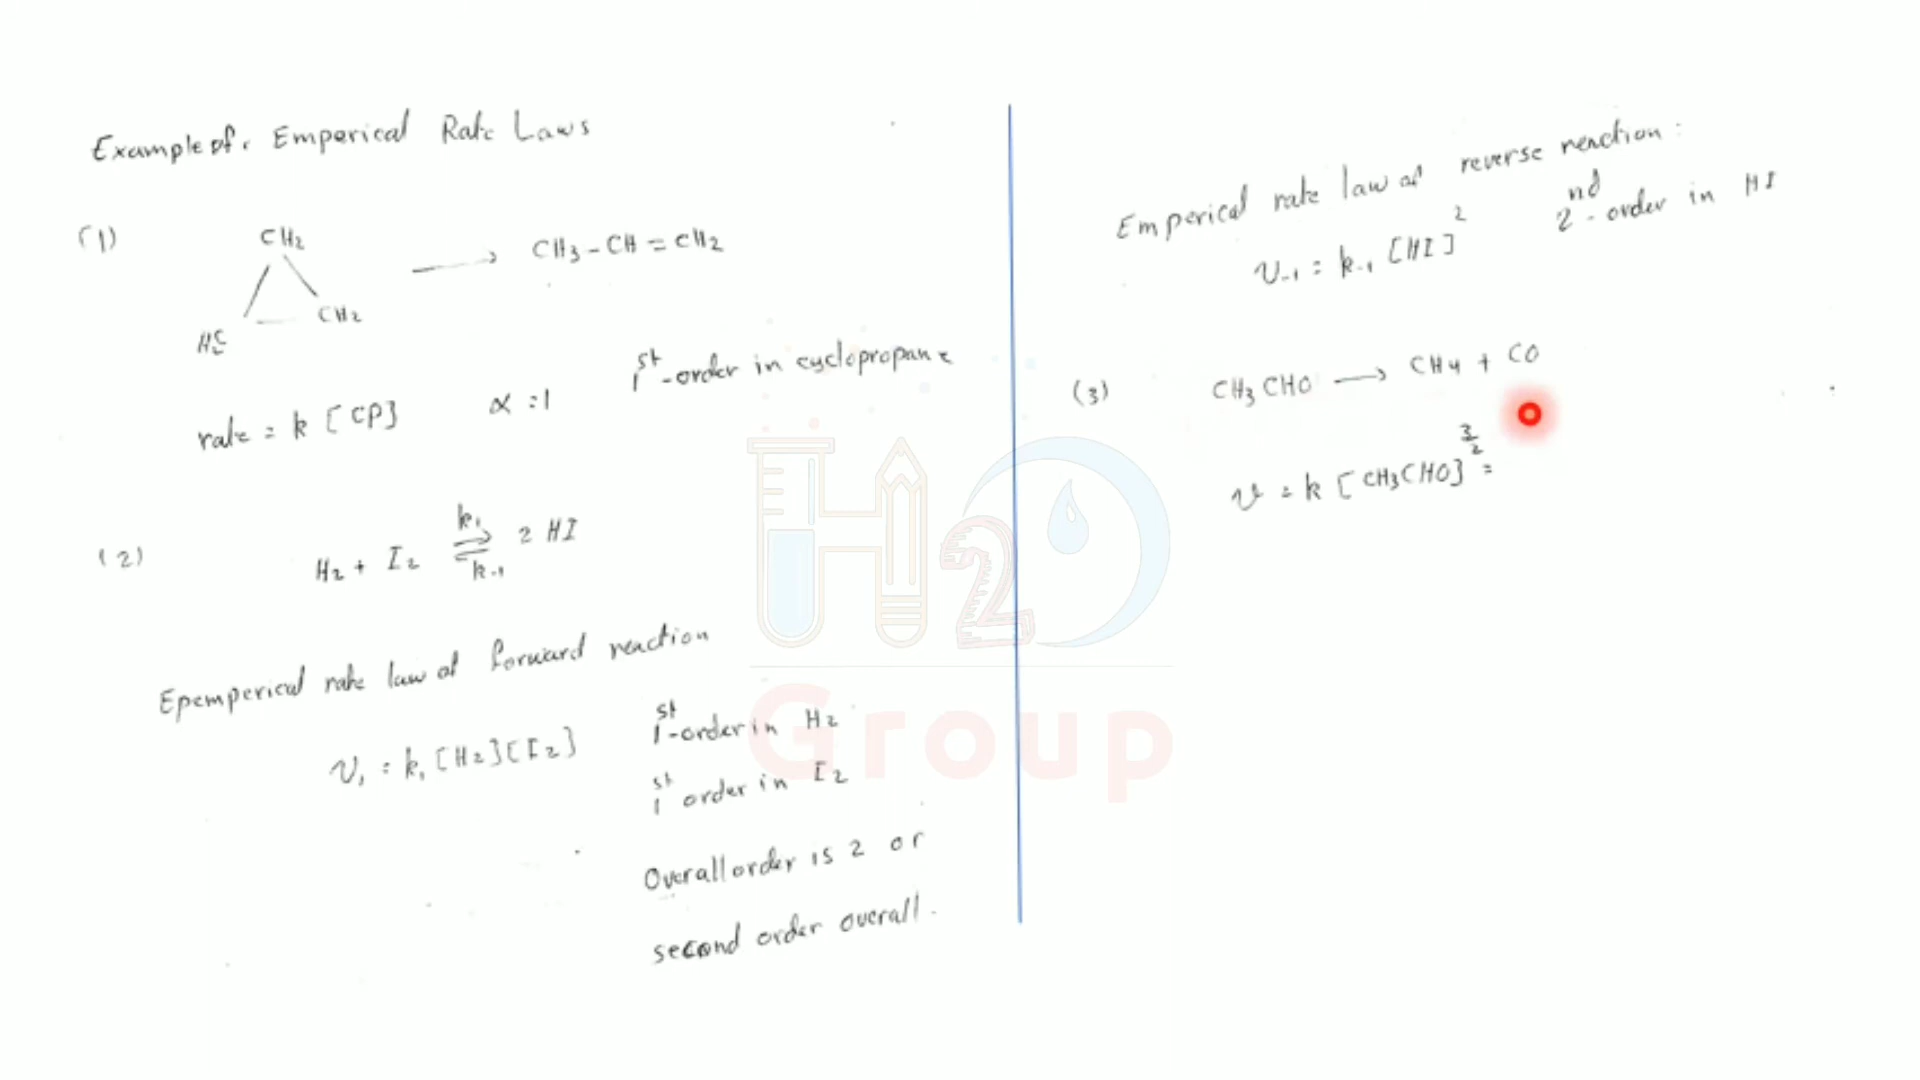 Example of: Emperical Rate Laws
(1)
CH2
CH2
H2C
CH3-CH=CH2
rate = k [CP]
α = 1
1st-order in cyclopropane
(2)
H2 + I2 ⇌ 2 HI
k1
k-1
Epemperical rate law of forward reaction
v1 = k1[H2][I2]
1st-order in H2
1st order in I2
Overall order is 2 or
second order overall.
Emperical rate law of reverse reaction:
v-1 = k-1 [HI]^2
2nd-order in HI
(3)
CH3CHO → CH4 + CO
v = k [CH3CHO]^3/2 =
H2O
Group